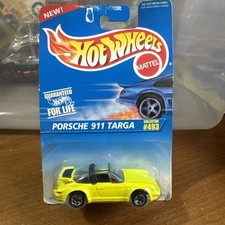 NEW!
HOT WHEELS
MATTEL
GUARANTEED
FOR LIFE
PORSCHE 911 TARGA
COLLECTOR
#493